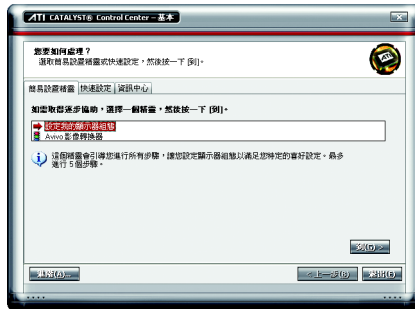 ATI CATALYST® Control Center - 基本
您要如何處理？
選取簡易設置精靈或快速設定，然後按一下 [到]。
ATI
簡易設置精靈
快速設定
資訊中心
如需取得逐步協助，選擇一個精靈，然後按一下 [到]。
設定我的顯示器組態
Avivo 影像轉換器
這個精靈會引導您進行所有步驟，讓您設定顯示器組態以滿足您特定的喜好設定。最多
進行 5 個步驟。
到(G) >
進階(A)...
< 上一步(B)